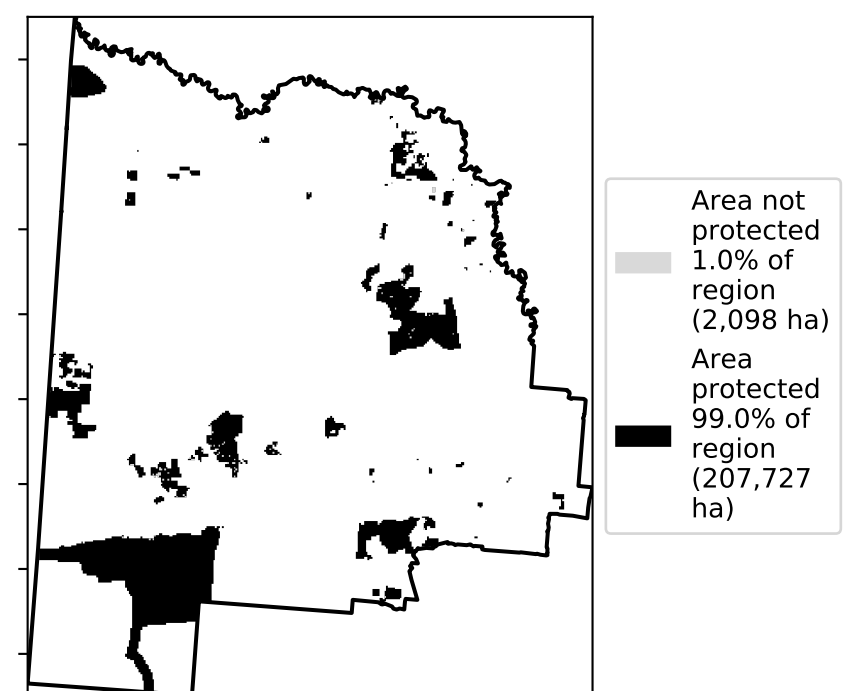 Area not
protected
1.0% of
region
(2,098 ha)
Area
protected
99.0% of
region
(207,727
ha)